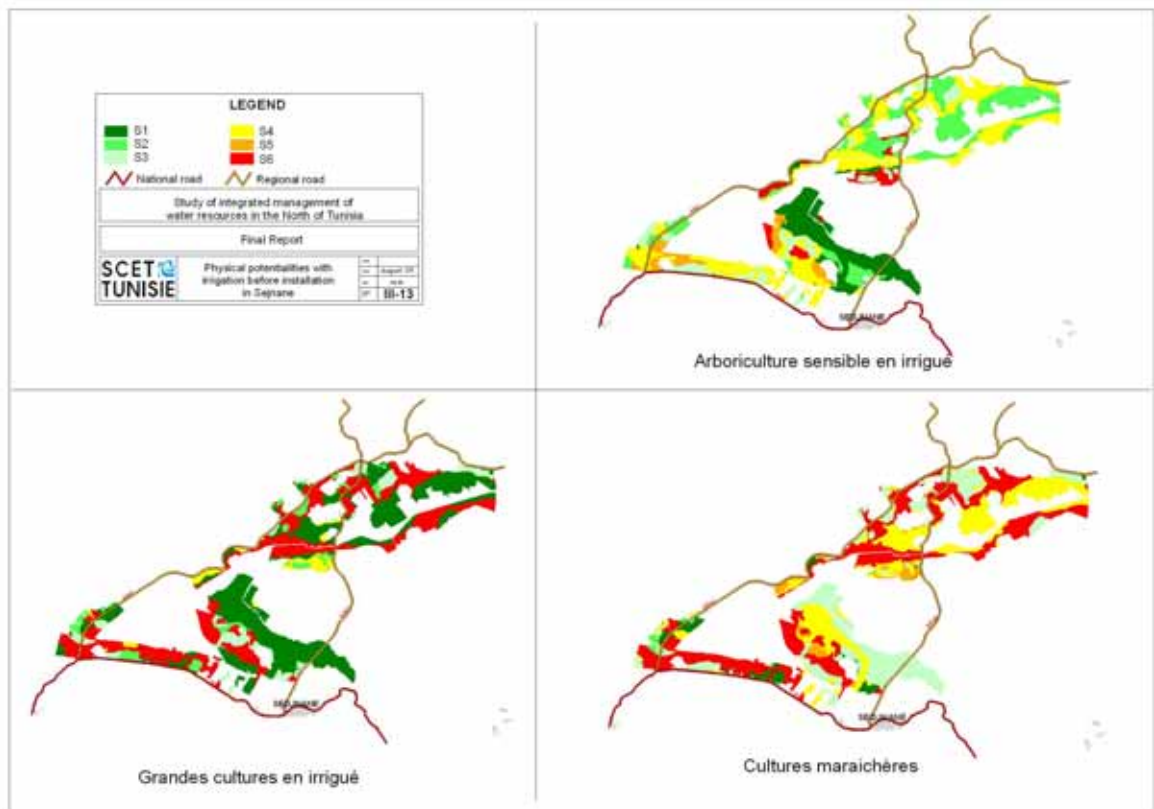 LEGEND
S1
S2
S3
S4
S5
S6
National road
Regional road
Study of integrated management of
water resources in the North of Tunisia
Final Report
SCET
TUNISIE
Physical potentialities with
irrigation before installation
in Sejnane
III-13
Arboriculture sensible en irrigué
Grandes cultures en irrigué
Cultures maraichères